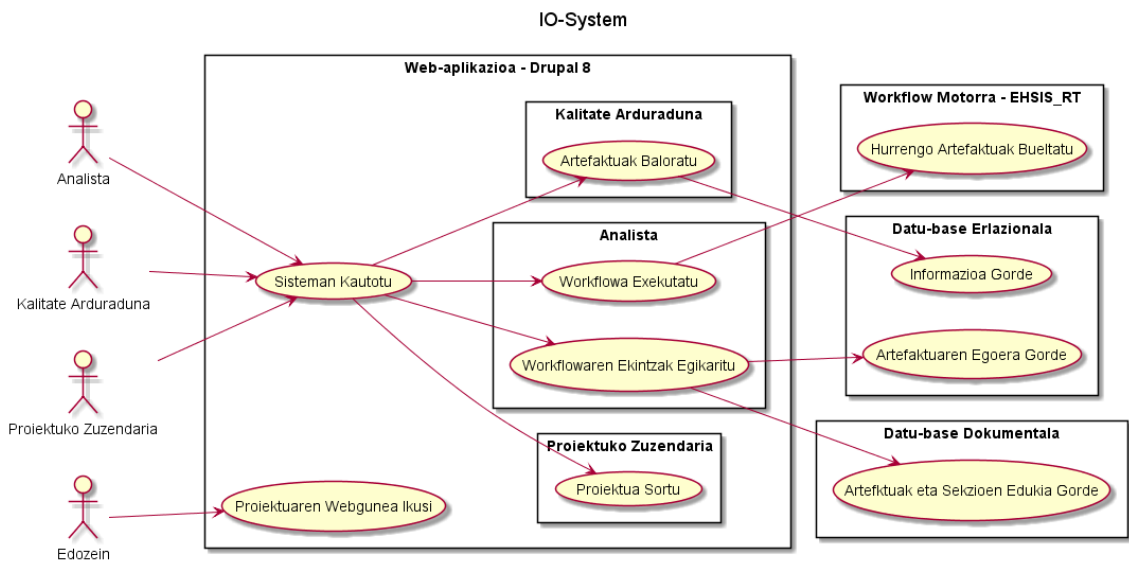 IO-System
Web-aplikazioa - Drupal 8
Analista
Kalitate Arduraduna
Proiektuko Zuzendaria
Edozein
Sisteman Kautotu
Proiektuaren Webgunea Ikusi
Kalitate Arduraduna
Artefaktuak Baloratu
Analista
Workflowa Exekutatu
Workflowaren Ekintzak Egikaritu
Proiektuko Zuzendaria
Proiektua Sortu
Workflow Motorra - EHSIS_RT
Hurrengo Artefaktuak Bueltatu
Datu-base Erlazionala
Informazioa Gorde
Artefaktuaren Egoera Gorde
Datu-base Dokumentala
Artefktuak eta Sekzioen Edukia Gorde